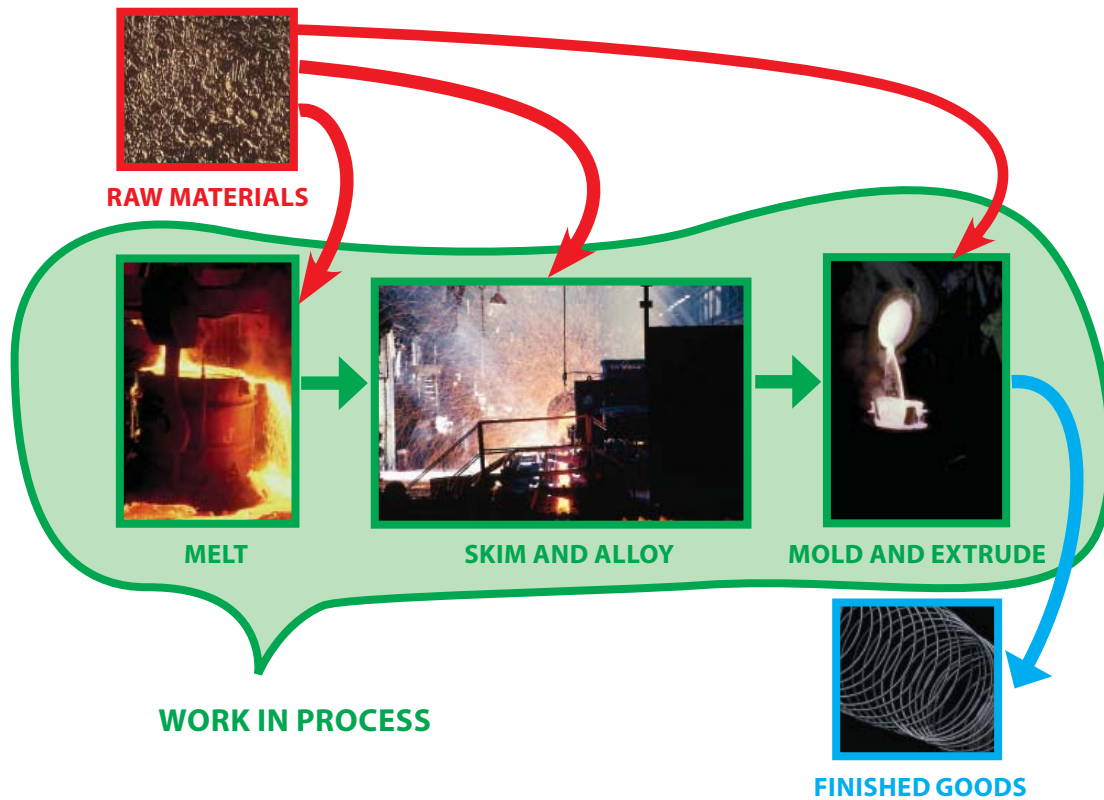 RAW MATERIALS
MELT
SKIM AND ALLOY
MOLD AND EXTRUDE
WORK IN PROCESS
FINISHED GOODS